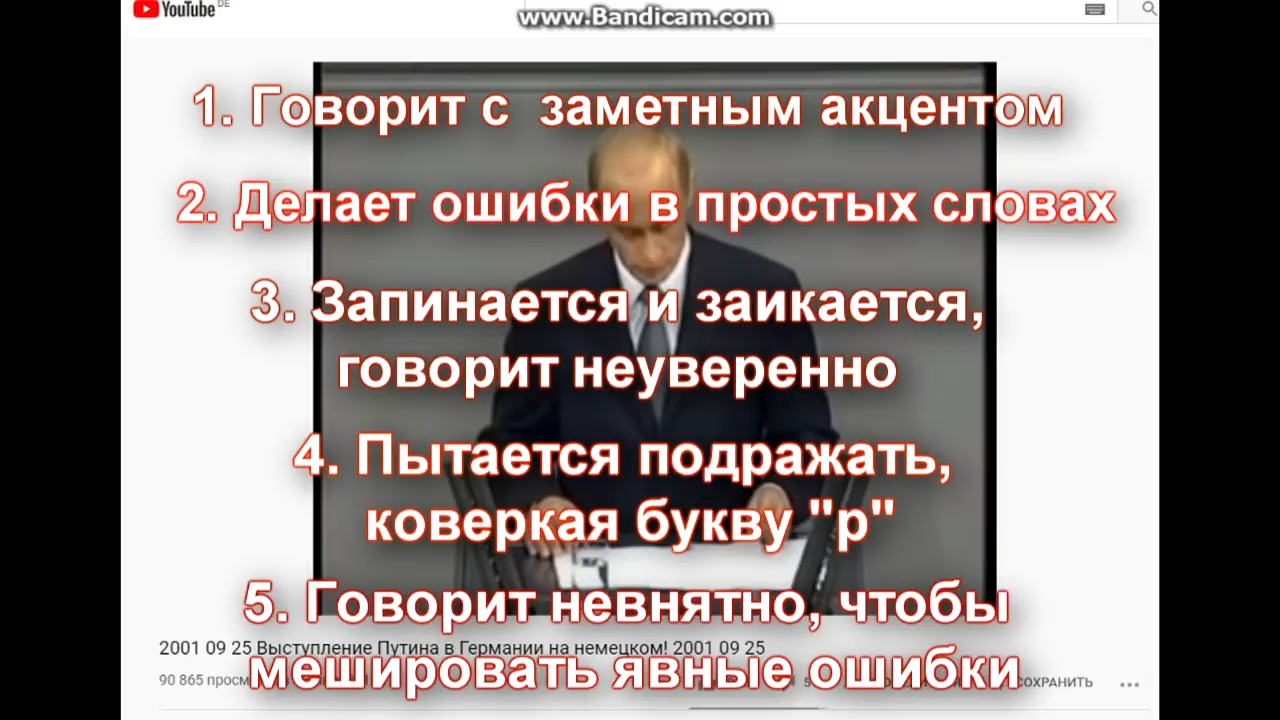 YouTube DE
www.Bandicam.com
1. Говорит с заметным акцентом
2. Делает ошибки в простых словах
3. Запинается и заикается,
говорит неуверенно
4. Пытается подражать,
коверкая букву "р"
5. Говорит невнятно, чтобы
2001 09 25 Выступление Путина в Германии на немецком! 2001 09 25
мешировать явные ошибки
90 865 просм
СОХРАНИТЬ